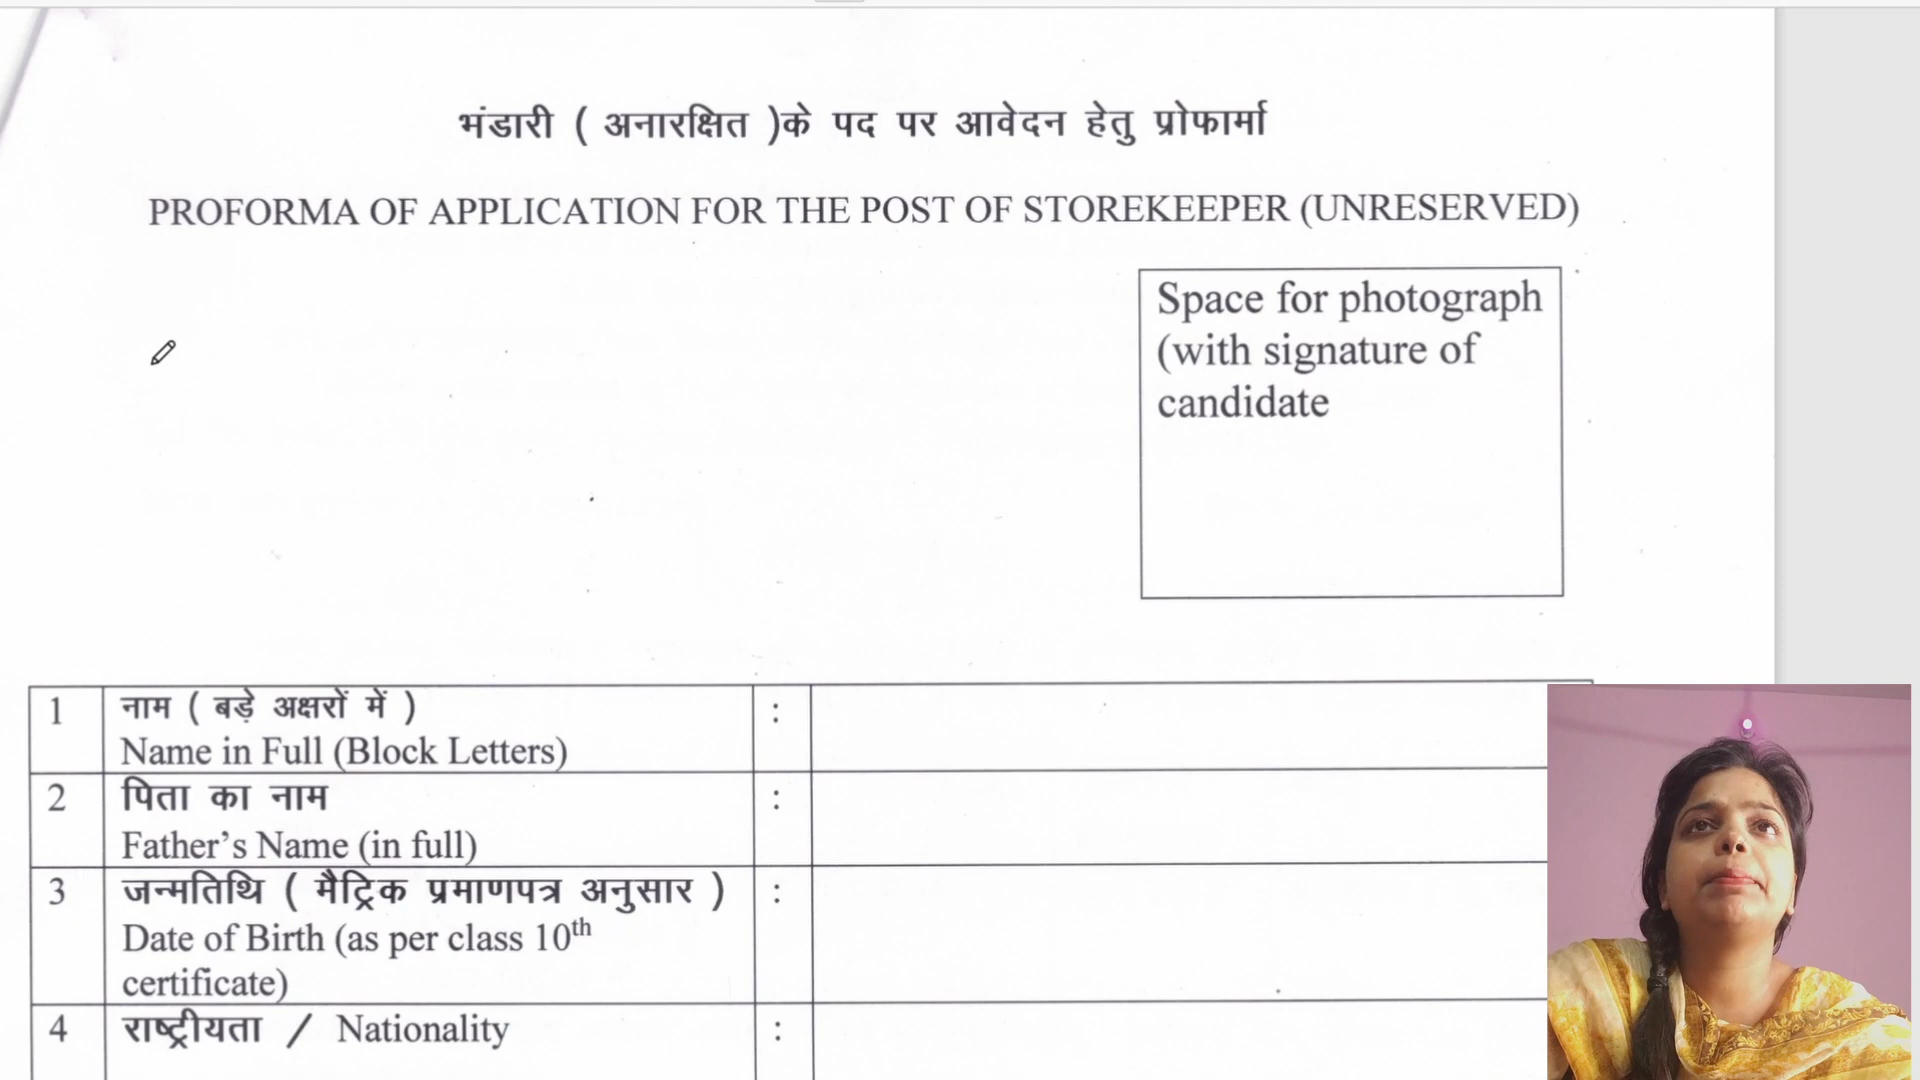 भंडारी ( अनारक्षित )के पद पर आवेदन हेतु प्रोफार्मा
PROFORMA OF APPLICATION FOR THE POST OF STOREKEEPER (UNRESERVED)
Space for photograph
(with signature of
candidate
1 नाम ( बड़े अक्षरों में ) :
Name in Full (Block Letters)
2 पिता का नाम :
Father's Name (in full)
3 जन्मतिथि ( मैट्रिक प्रमाणपत्र अनुसार ) :
Date of Birth (as per class 10th
certificate)
4 राष्ट्रीयता / Nationality :